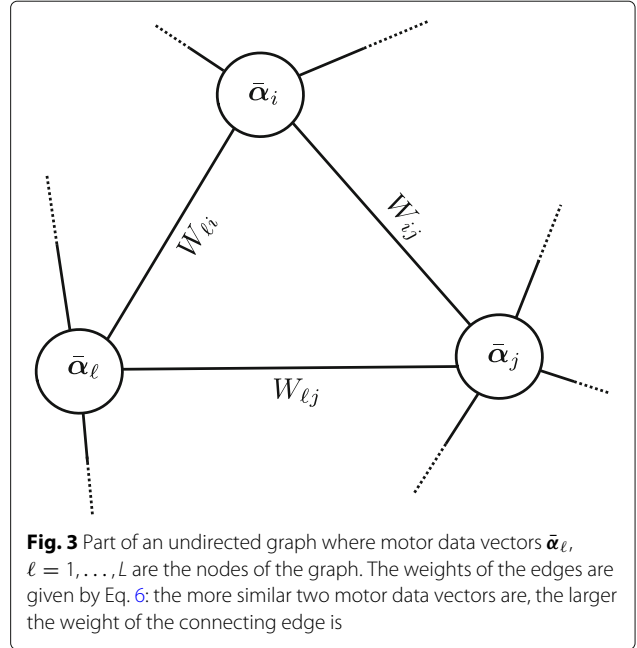 ᾱᵢ
W_ℓi
W_ij
ᾱ_ℓ
ᾱ_j
W_ℓj
Fig. 3 Part of an undirected graph where motor data vectors ᾱ_ℓ,
ℓ = 1, . . . , L are the nodes of the graph. The weights of the edges are
given by Eq. 6: the more similar two motor data vectors are, the larger
the weight of the connecting edge is